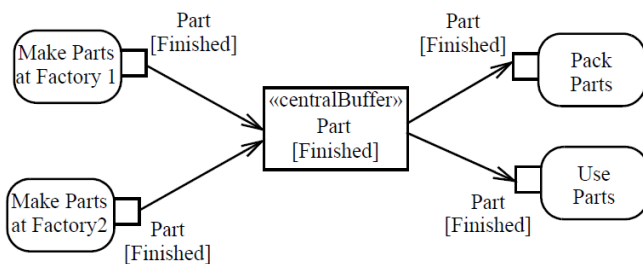 Make Parts
at Factory 1
Part
[Finished]
Make Parts
at Factory2
Part
[Finished]
«centralBuffer»
Part
[Finished]
Part
[Finished]
Pack
Parts
Part
[Finished]
Use
Parts